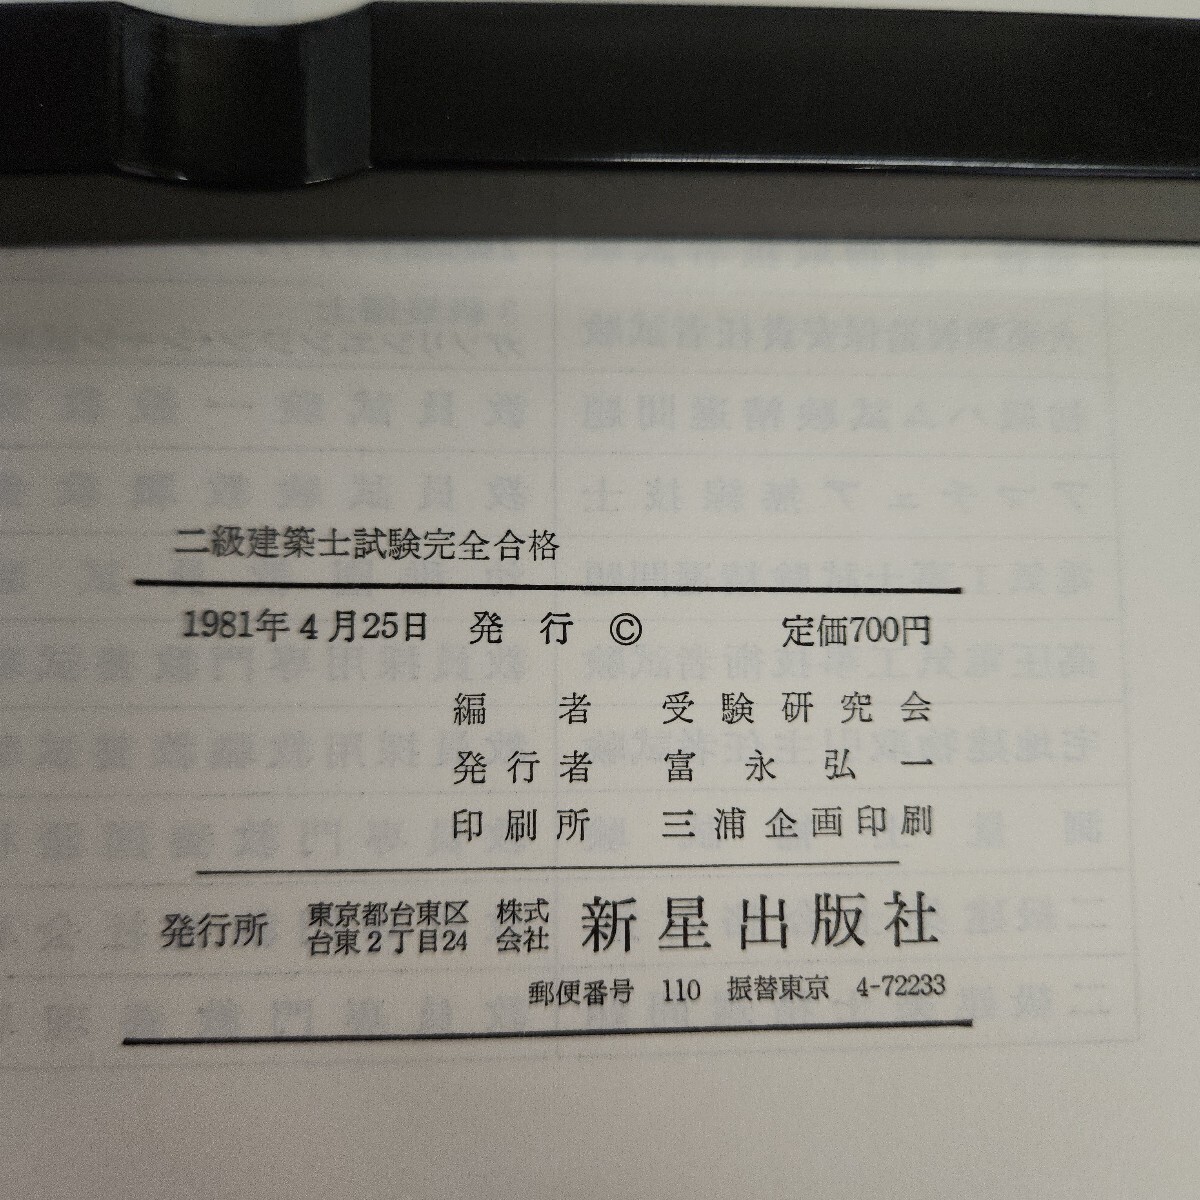 二級建築士試験完全合格
1981年4月25日 発行 © 定価700円
編者 受験研究会
発行者 富永弘一
印刷所 三浦企画印刷
発行所 東京都台東区台東2丁目24 株式会社 新星出版社
郵便番号 110 振替東京 4-72233